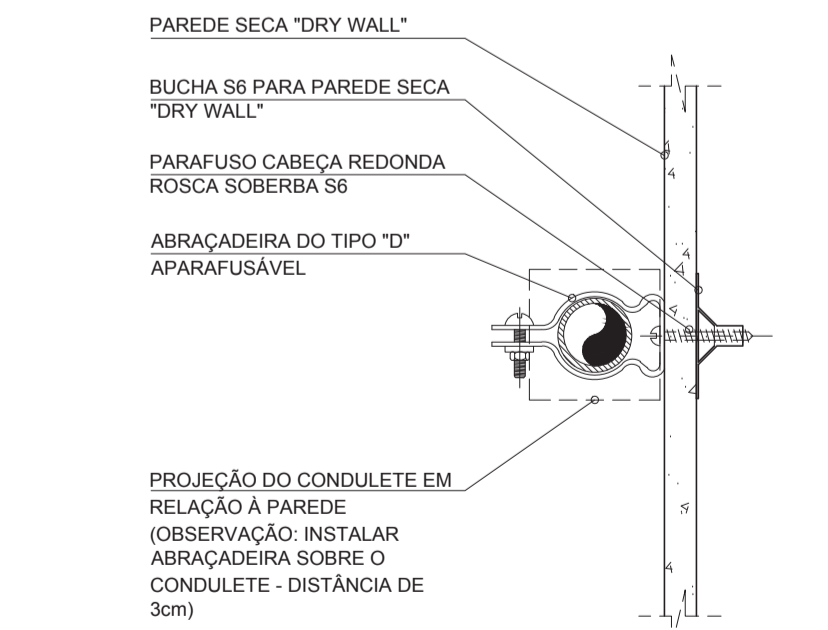 PAREDE SECA "DRY WALL"
BUCHA S6 PARA PAREDE SECA
"DRY WALL"
PARAFUSO CABEÇA REDONDA
ROSCA SOBERBA S6
ABRAÇADEIRA DO TIPO "D"
APARAFUSÁVEL
PROJEÇÃO DO CONDULETE EM
RELAÇÃO À PAREDE
(OBSERVAÇÃO: INSTALAR
ABRAÇADEIRA SOBRE O
CONDULETE - DISTÂNCIA DE
3cm)